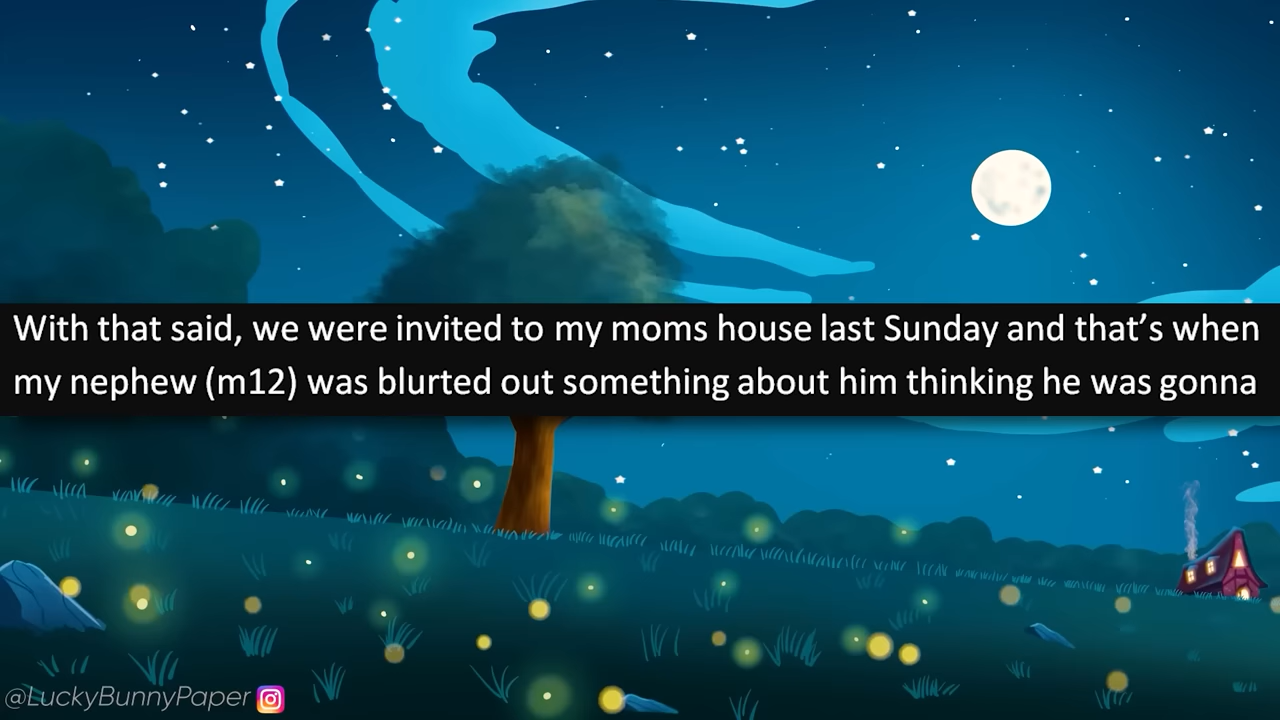 With that said, we were invited to my moms house last Sunday and that’s when
my nephew (m12) was blurted out something about him thinking he was gonna
@LuckyBunnyPaper